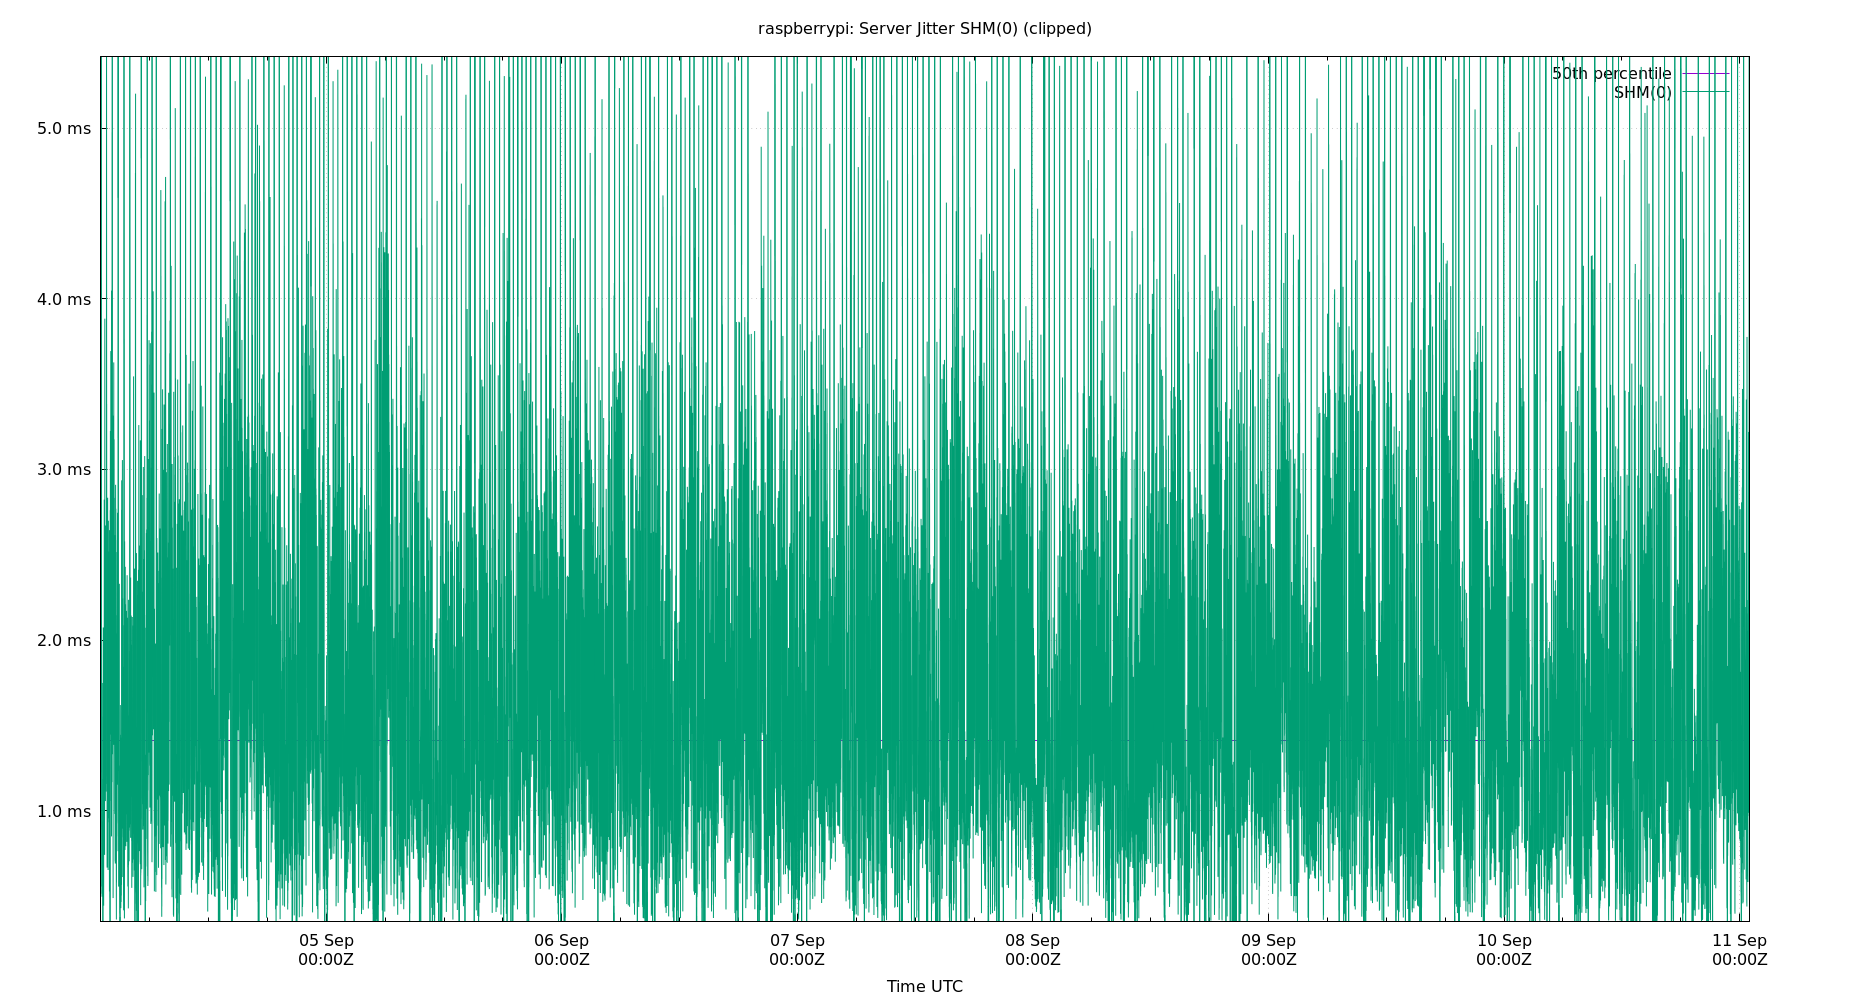 raspberrypi: Server Jitter SHM(0) (clipped)
50th percentile
SHM(0)
5.0 ms
4.0 ms
3.0 ms
2.0 ms
1.0 ms
05 Sep
00:00Z
06 Sep
00:00Z
07 Sep
00:00Z
08 Sep
00:00Z
09 Sep
00:00Z
10 Sep
00:00Z
11 Sep
00:00Z
Time UTC